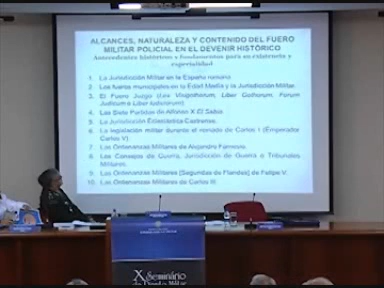 ALCANCES, NATURALEZA Y CONTENIDO DEL FUERO
MILITAR POLICIAL EN EL DEVENIR HISTÓRICO
Antecedentes históricos y fundamentos para su existencia y
especialidad
1. La Jurisdicción Militar en la España romana
2. Los fueros municipales en la Edad Media y la Jurisdicción Militar.
3. El Fuero Juzgo (Lex Visigothorum, Liber Gothorum, Forum
Judicum o Liber Iudiciorum)
4. Las Siete Partidas de Alfonso X El Sabio.
5. La Jurisdicción Eclesiástica Castrense.
6. La legislación militar durante el reinado de Carlos I (Emperador
Carlos V)
7. Las Ordenanzas Militares de Alejandro Farnesio.
8. Los Consejos de Guerra, Jurisdicción de Guerra o Tribunales
Militares.
9. Las Ordenanzas Militares [Segundas de Flandes] de Felipe V.
10. Las Ordenanzas Militares de Carlos III.
X Seminário
de Direito Militar